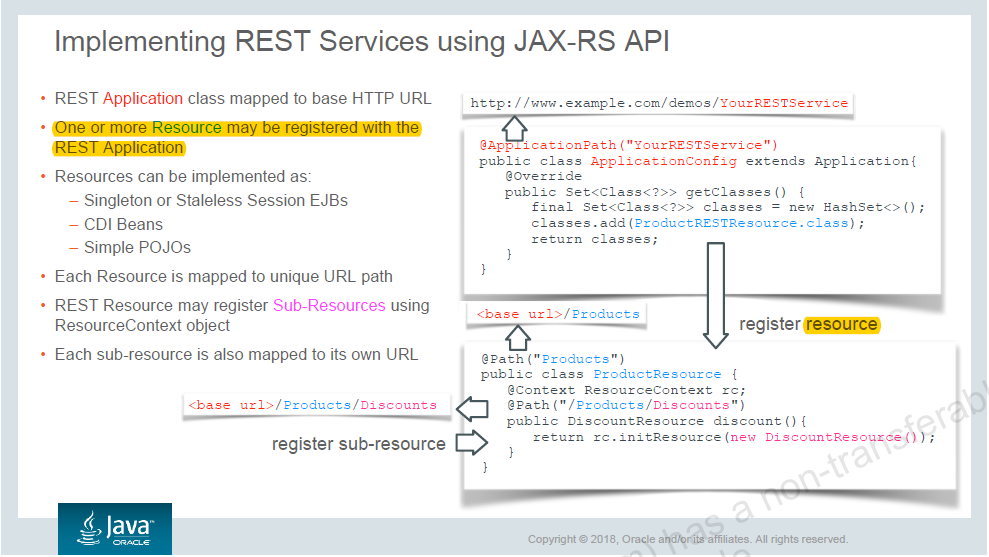 Implementing REST Services using JAX-RS API
• REST Application class mapped to base HTTP URL
• One or more Resource may be registered with the
REST Application
• Resources can be implemented as:
– Singleton or Staleless Session EJBs
– CDI Beans
– Simple POJOs
• Each Resource is mapped to unique URL path
• REST Resource may register Sub-Resources using
ResourceContext object
• Each sub-resource is also mapped to its own URL
http://www.example.com/demos/YourRESTService
@ApplicationPath("YourRESTService")
public class ApplicationConfig extends Application{
@Override
public Set<Class<?>> getClasses() {
final Set<Class<?>> classes = new HashSet<>();
classes.add(ProductRESTResource.class);
return classes;
}
}
<base url>/Products
register resource
@Path("Products")
public class ProductResource {
@Context ResourceContext rc;
@Path("/Products/Discounts")
public DiscountResource discount(){
return rc.initResource(new DiscountResource());
}
}
<base url>/Products/Discounts
register sub-resource
has a non-transferabl
Java™
ORACLE
Copyright © 2018, Oracle and/or its affiliates. All rights reserved.